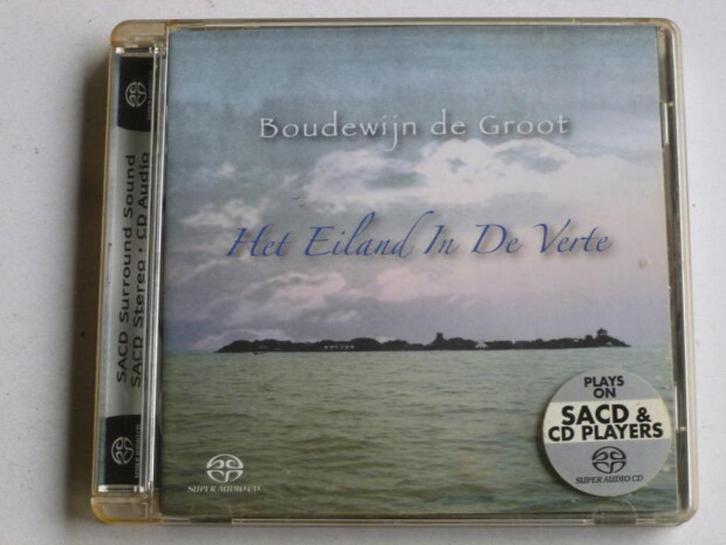 Boudewijn de Groot
Het Eiland In De Verte
PLAYS
ON
SACD &
CD PLAYERS
SUPER AUDIO CD
SUPER AUDIO CD
SACD Surround Sound
SACD Stereo · CD Audio